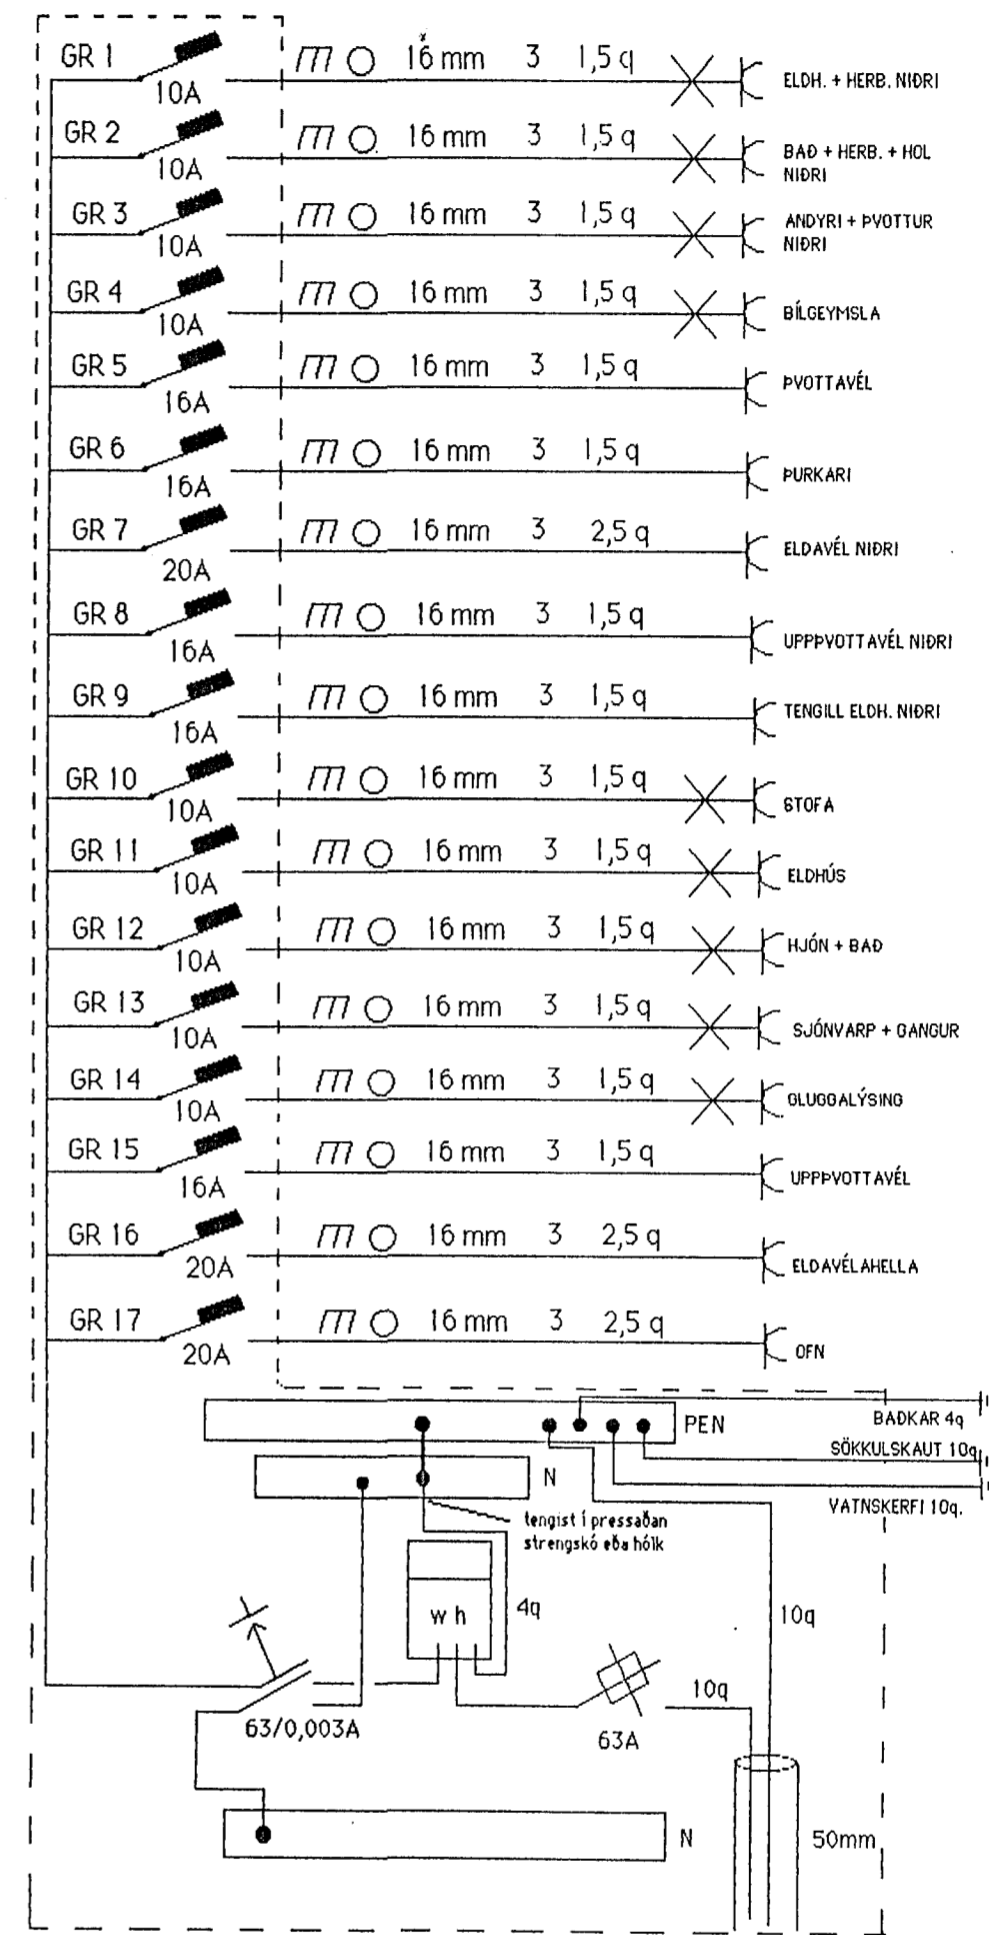 GR 1 16 mm 3 1,5 q
10A ELDH. + HERB. NIÐRI
GR 2 16 mm 3 1,5 q
10A BAÐ + HERB. + HOL
NIÐRI
GR 3 16 mm 3 1,5 q
10A ANDYRI + ÞVOTTUR
NIÐRI
GR 4 16 mm 3 1,5 q
10A BÍLGEYMSLA
GR 5 16 mm 3 1,5 q
16A ÞVOTTAVÉL
GR 6 16 mm 3 1,5 q
16A ÞURKARI
GR 7 16 mm 3 2,5 q
20A ELDAVÉL NIÐRI
GR 8 16 mm 3 1,5 q
16A UPPÞVOTTAVÉL NIÐRI
GR 9 16 mm 3 1,5 q
16A TENGILL ELDH. NIÐRI
GR 10 16 mm 3 1,5 q
10A STOFA
GR 11 16 mm 3 1,5 q
10A ELDHÚS
GR 12 16 mm 3 1,5 q
10A HJÓN + BAÐ
GR 13 16 mm 3 1,5 q
10A SJÓNVARP + GANGUR
GR 14 16 mm 3 1,5 q
10A GLUGGALÝSING
GR 15 16 mm 3 1,5 q
16A UPPÞVOTTAVÉL
GR 16 16 mm 3 2,5 q
20A ELDAVÉLAHELLA
GR 17 16 mm 3 2,5 q
20A OFN
PEN BAÐKAR 4q
SÖKKULSKAUT 10q
N
VATNSKERFI 10q.
tengist í pressaðan
strengskó eða hólk
w h 4q 10q
10q
63/0,003A 63A
N 50mm